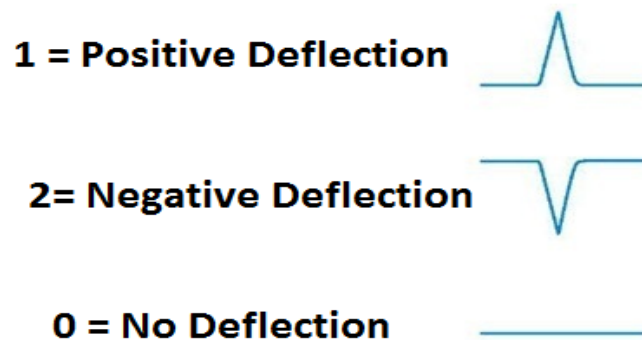 1 = Positive Deflection
2= Negative Deflection
0 = No Deflection